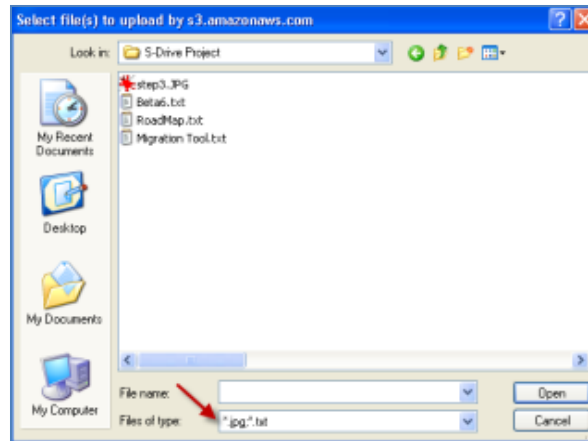 Select file(s) to upload by s3.amazonaws.com
Look in: S-Drive Project
step3.JPG
Beta6.txt
RoadMap.txt
Migration Tool.txt
My Recent
Documents
Desktop
My Documents
My Computer
File name:
Open
Files of type: *.jpg;*.txt
Cancel